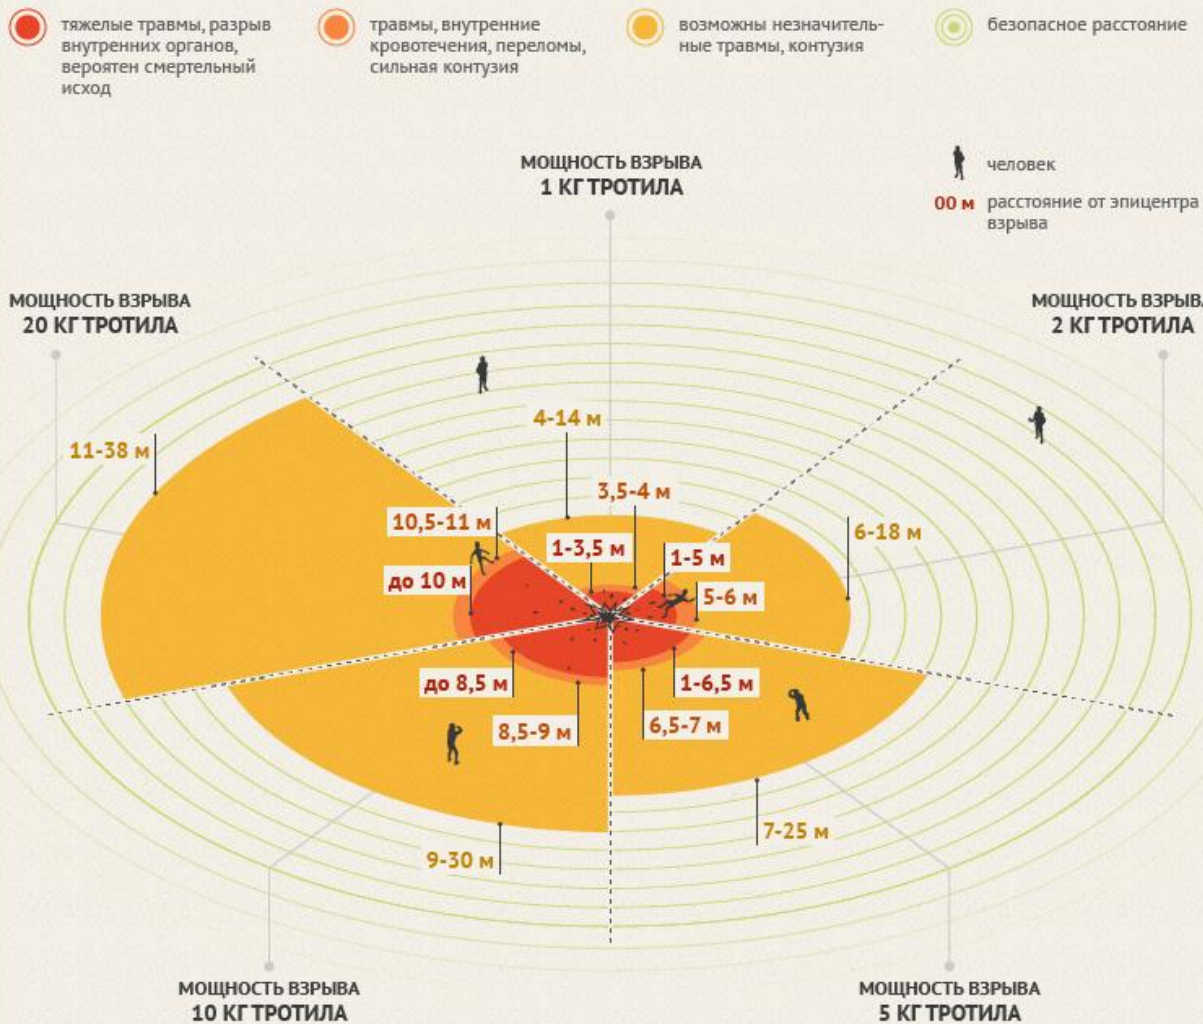 тяжелые травмы, разрыв
внутренних органов,
вероятен смертельный
исход
травмы, внутренние
кровотечения, переломы,
сильная контузия
возможны незначитель-
ные травмы, контузия
безопасное расстояние
человек
00 м расстояние от эпицентра
взрыва
МОЩНОСТЬ ВЗРЫВА
1 КГ ТРОТИЛА
МОЩНОСТЬ ВЗРЫВА
20 КГ ТРОТИЛА
МОЩНОСТЬ ВЗРЫВА
2 КГ ТРОТИЛА
4-14 м
11-38 м
3,5-4 м
10,5-11 м
1-3,5 м
1-5 м
6-18 м
до 10 м
5-6 м
до 8,5 м
1-6,5 м
8,5-9 м
6,5-7 м
9-30 м
7-25 м
МОЩНОСТЬ ВЗРЫВА
10 КГ ТРОТИЛА
МОЩНОСТЬ ВЗРЫВА
5 КГ ТРОТИЛА